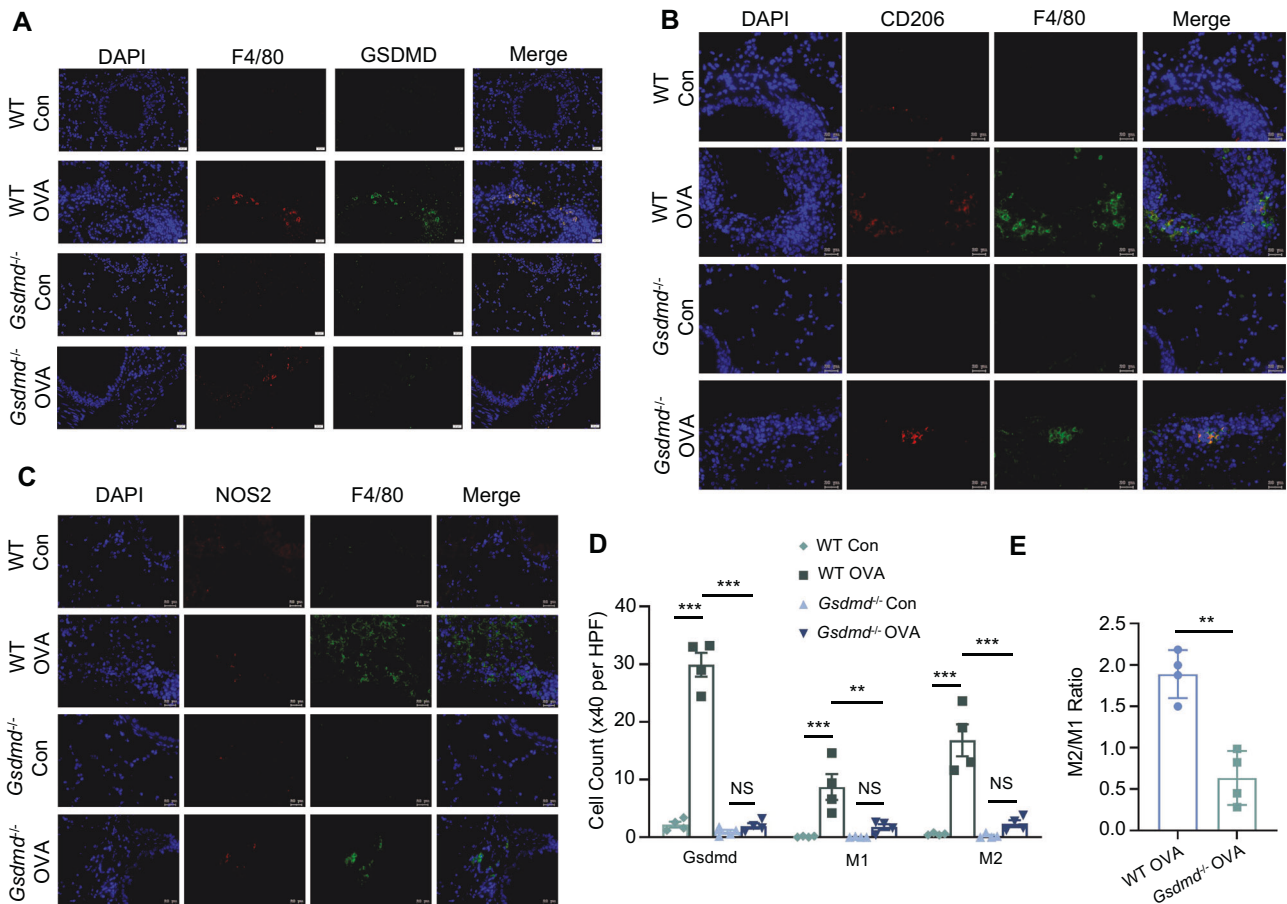 A
DAPI F4/80 GSDMD Merge
WT Con
WT OVA
Gsdmd-/- Con
Gsdmd-/- OVA
B
DAPI CD206 F4/80 Merge
WT Con
WT OVA
Gsdmd-/- Con
Gsdmd-/- OVA
C
DAPI NOS2 F4/80 Merge
WT Con
WT OVA
Gsdmd-/- Con
Gsdmd-/- OVA
D
WT Con
WT OVA
Gsdmd-/- Con
Gsdmd-/- OVA
Cell Count (x40 per HPF)
40
30
20
10
0
*** ***
NS
*** **
NS
*** ***
NS
Gsdmd M1 M2
E
M2/M1 Ratio
2.5
2.0
1.5
1.0
0.5
0.0
**
WT OVA
Gsdmd-/- OVA